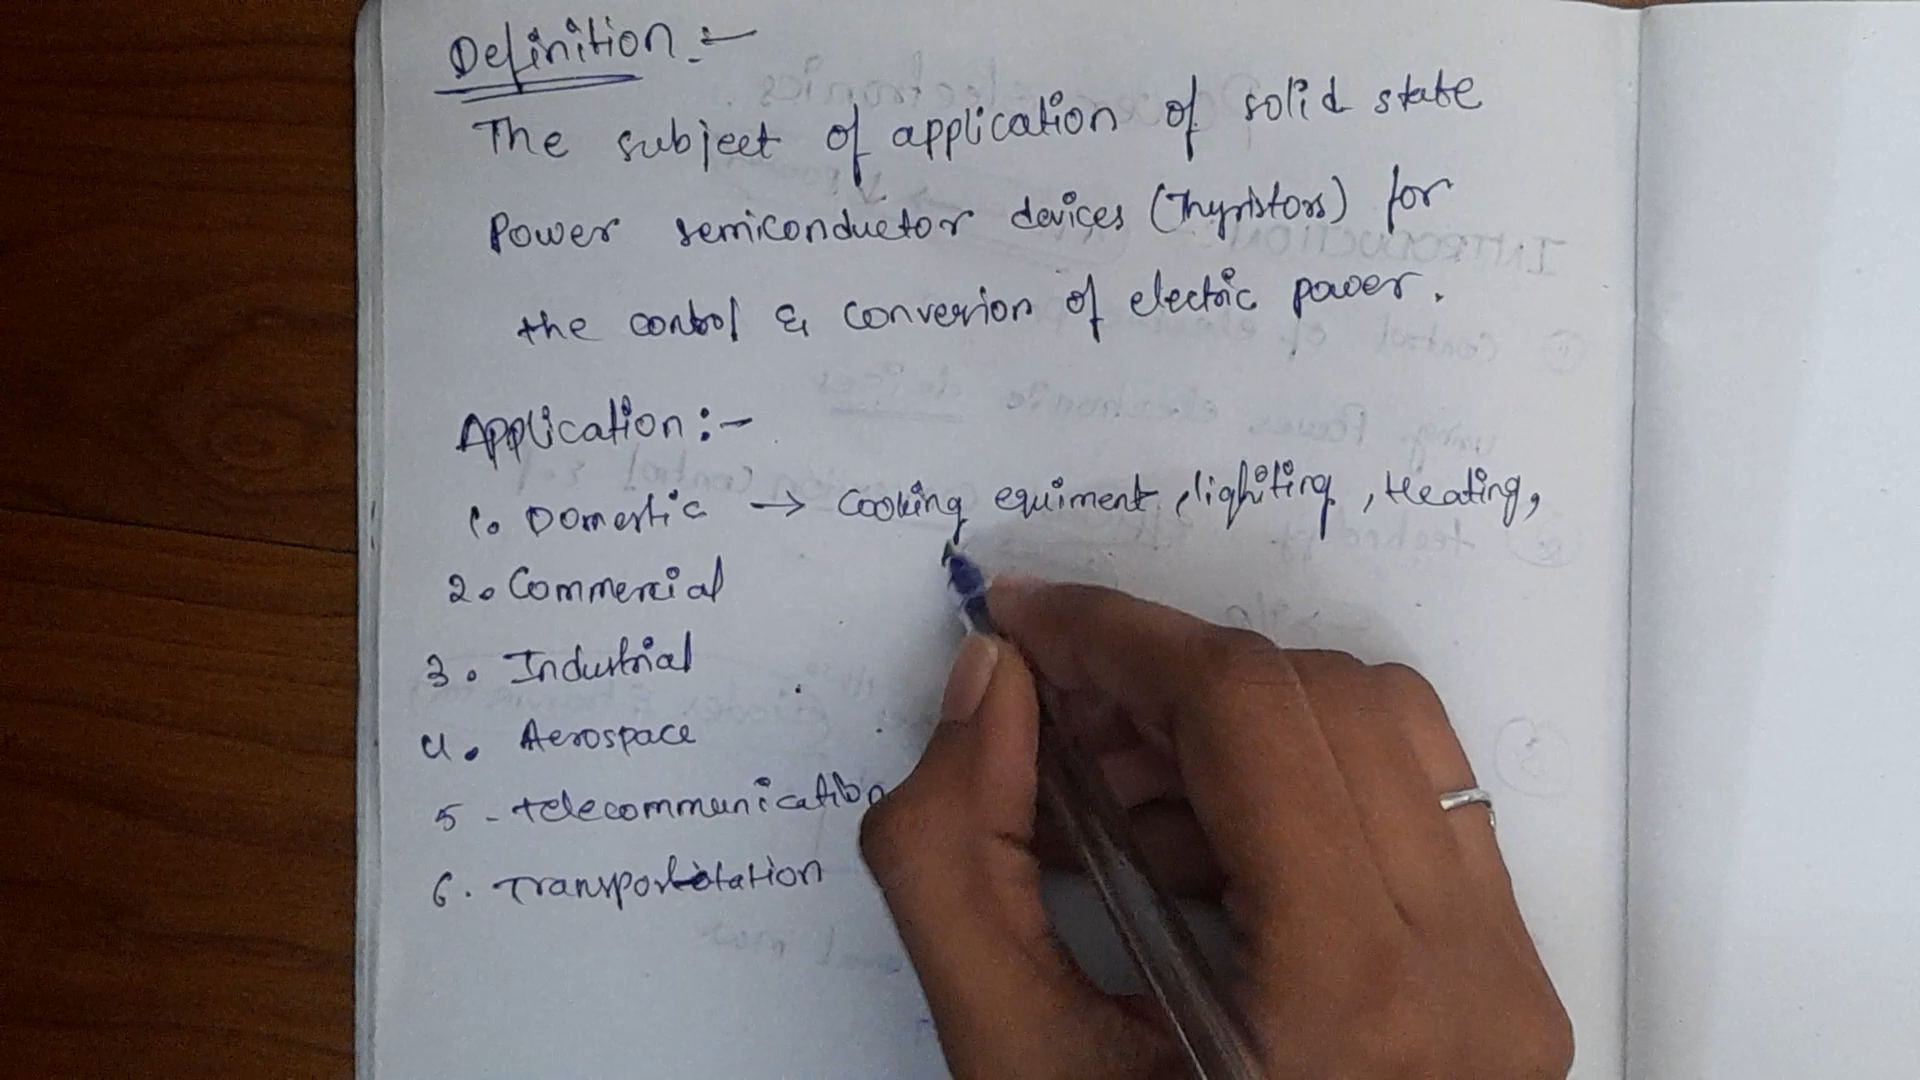 Definition :-
The subject of application of solid state
Power semiconductor devices (Thyristors) for
the control & conversion of electric power.
Application :-
1. Domestic → Cooking equiment, lighting, Heating,
2. Commercial
3. Industrial
4. Aerospace
5 - telecommunication
6. Transportotation